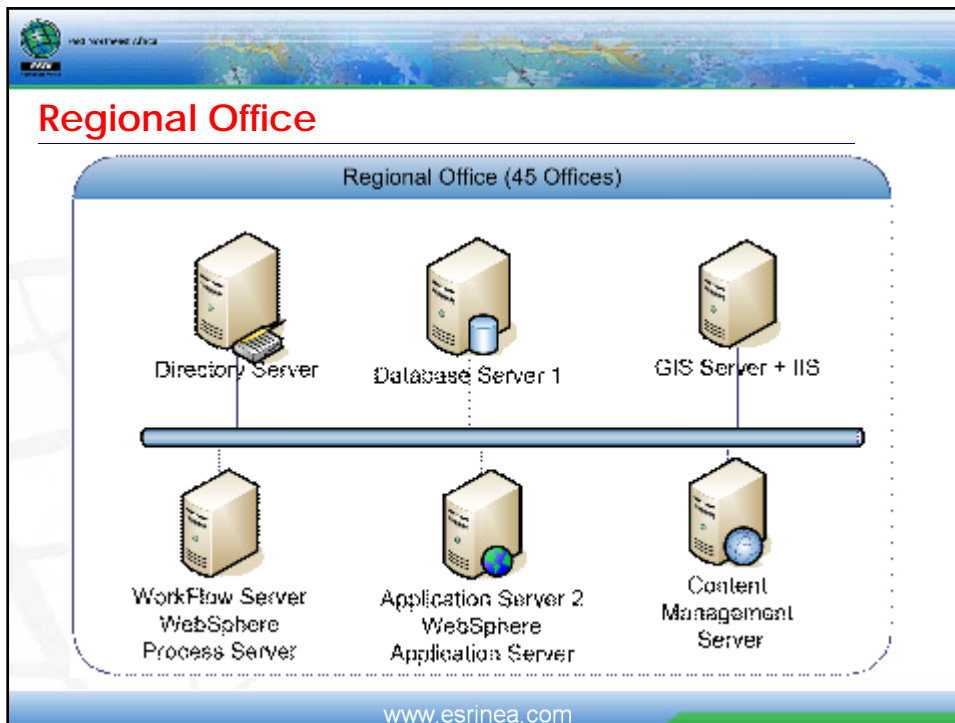 Regional Office
Regional Office (45 Offices)
Directory Server
Database Server 1
GIS Server + IIS
WorkFlow Server
WebSphere
Process Server
Application Server 2
WebSphere
Application Server
Content
Management
Server
www.esrinea.com